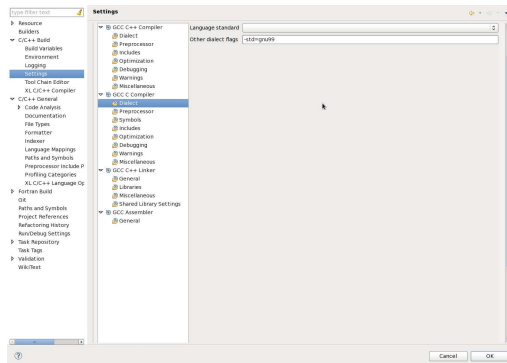 type filter text
Resource
Builders
C/C++ Build
Build Variables
Environment
Logging
Settings
Tool Chain Editor
XL C/C++ Compiler
C/C++ General
Code Analysis
Documentation
File Types
Formatter
Indexer
Language Mappings
Paths and Symbols
Preprocessor Include P
Profiling Categories
XL C/C++ Language Op
Fortran Build
Git
Paths and Symbols
Project References
Refactoring History
Run/Debug Settings
Task Repository
Task Tags
Validation
WikiText
Settings
GCC C++ Compiler
Dialect
Preprocessor
Includes
Optimization
Debugging
Warnings
Miscellaneous
GCC C Compiler
Dialect
Preprocessor
Symbols
Includes
Optimization
Debugging
Warnings
Miscellaneous
GCC C++ Linker
General
Libraries
Miscellaneous
Shared Library Settings
GCC Assembler
General
Language standard
Other dialect flags -std=gnu99
Cancel OK